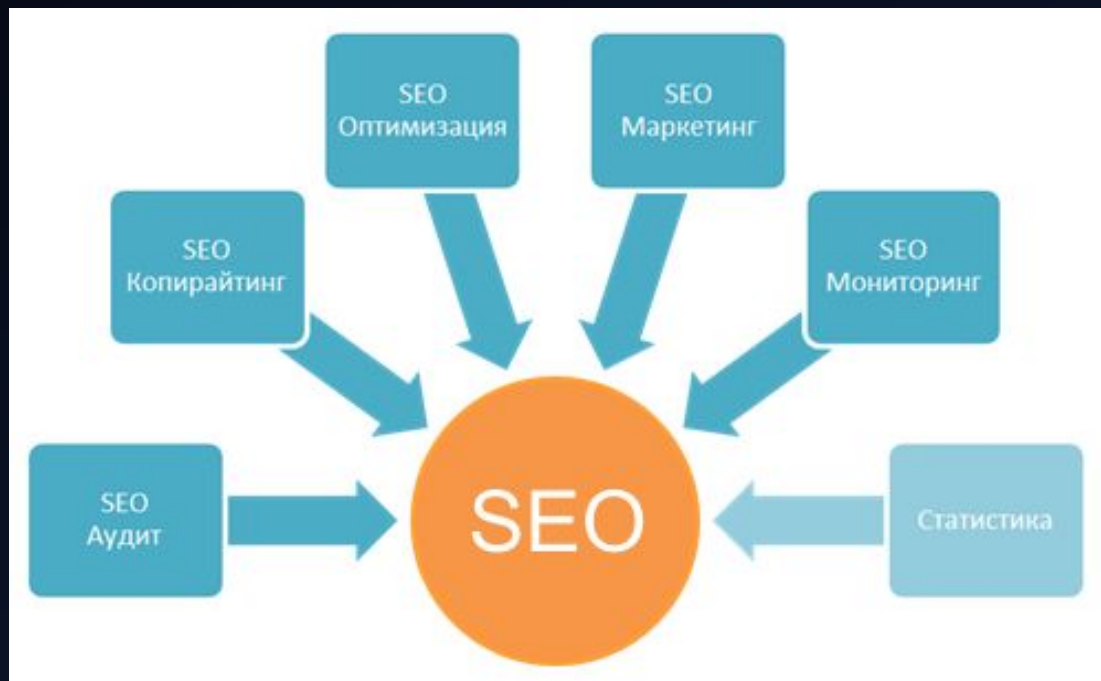 SEO
Оптимизация
SEO
Маркетинг
SEO
Копирайтинг
SEO
Мониторинг
SEO
Аудит
SEO
Статистика